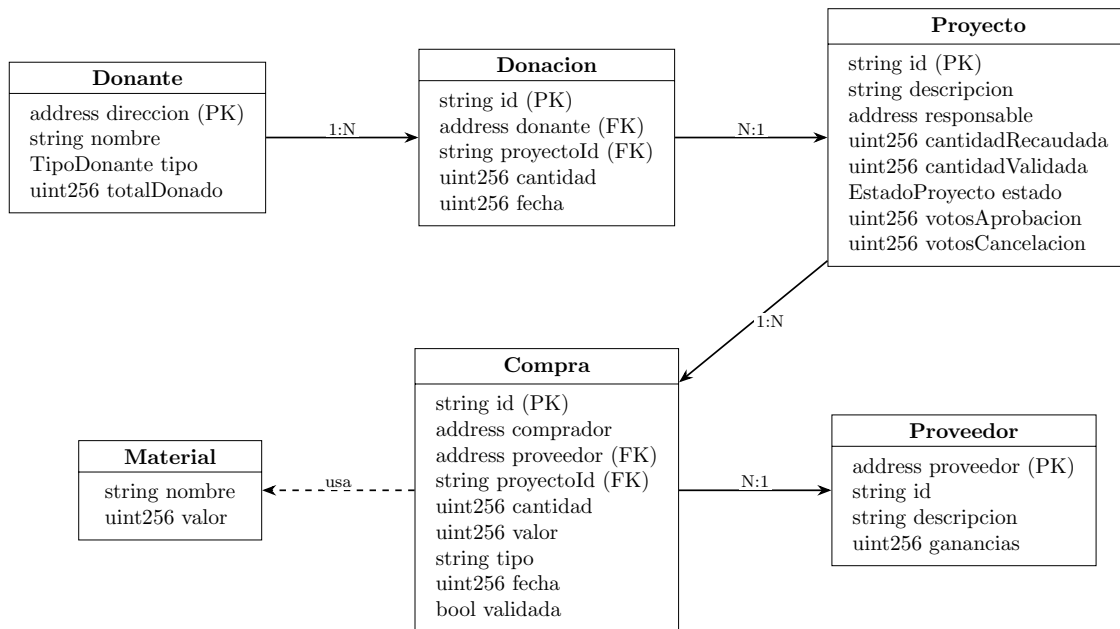 Donante
address direccion (PK)
string nombre
TipoDonante tipo
uint256 totalDonado
1:N
Donacion
string id (PK)
address donante (FK)
string proyectoId (FK)
uint256 cantidad
uint256 fecha
N:1
Proyecto
string id (PK)
string descripcion
address responsable
uint256 cantidadRecaudada
uint256 cantidadValidada
EstadoProyecto estado
uint256 votosAprobacion
uint256 votosCancelacion
1:N
Material
string nombre
uint256 valor
usa
Compra
string id (PK)
address comprador
address proveedor (FK)
string proyectoId (FK)
uint256 cantidad
uint256 valor
string tipo
uint256 fecha
bool validada
N:1
Proveedor
address proveedor (PK)
string id
string descripcion
uint256 ganancias